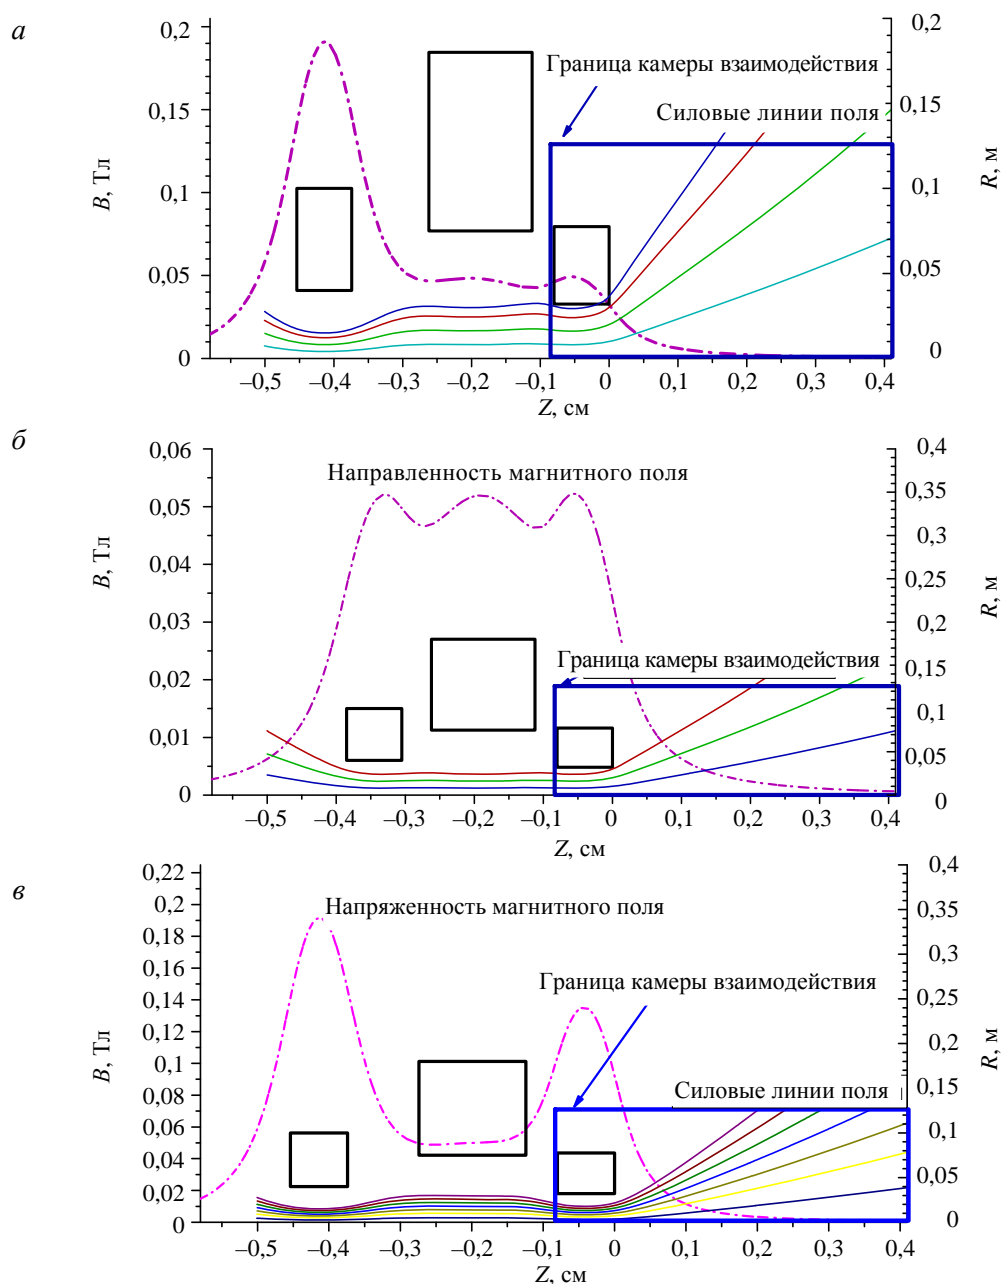 а
0,2
0,2
Граница камеры взаимодействия
0,15
Силовые линии поля
0,15
B, Тл
0,1
0,1
R, м
0,05
0,05
0
0
–0,5 –0,4 –0,3 –0,2 –0,1 0 0,1 0,2 0,3 0,4
Z, см
б
0,06
0,4
Направленность магнитного поля
0,05
0,35
0,3
B, Тл
0,04
0,25
R, м
0,03
0,2
0,02
Граница камеры взаимодействия
0,15
0,1
0,01
0,05
0
0
–0,5 –0,4 –0,3 –0,2 –0,1 0 0,1 0,2 0,3 0,4
Z, см
в
0,22
0,4
0,2
Напряженность магнитного поля
0,35
0,18
0,16
0,3
Граница камеры взаимодействия
0,14
0,25
0,12
B, Тл
0,1
0,2
R, м
0,08
0,15
Силовые линии поля
0,06
0,1
0,04
0,05
0,02
0
0
–0,5 –0,4 –0,3 –0,2 –0,1 0 0,1 0,2 0,3 0,4
Z, см